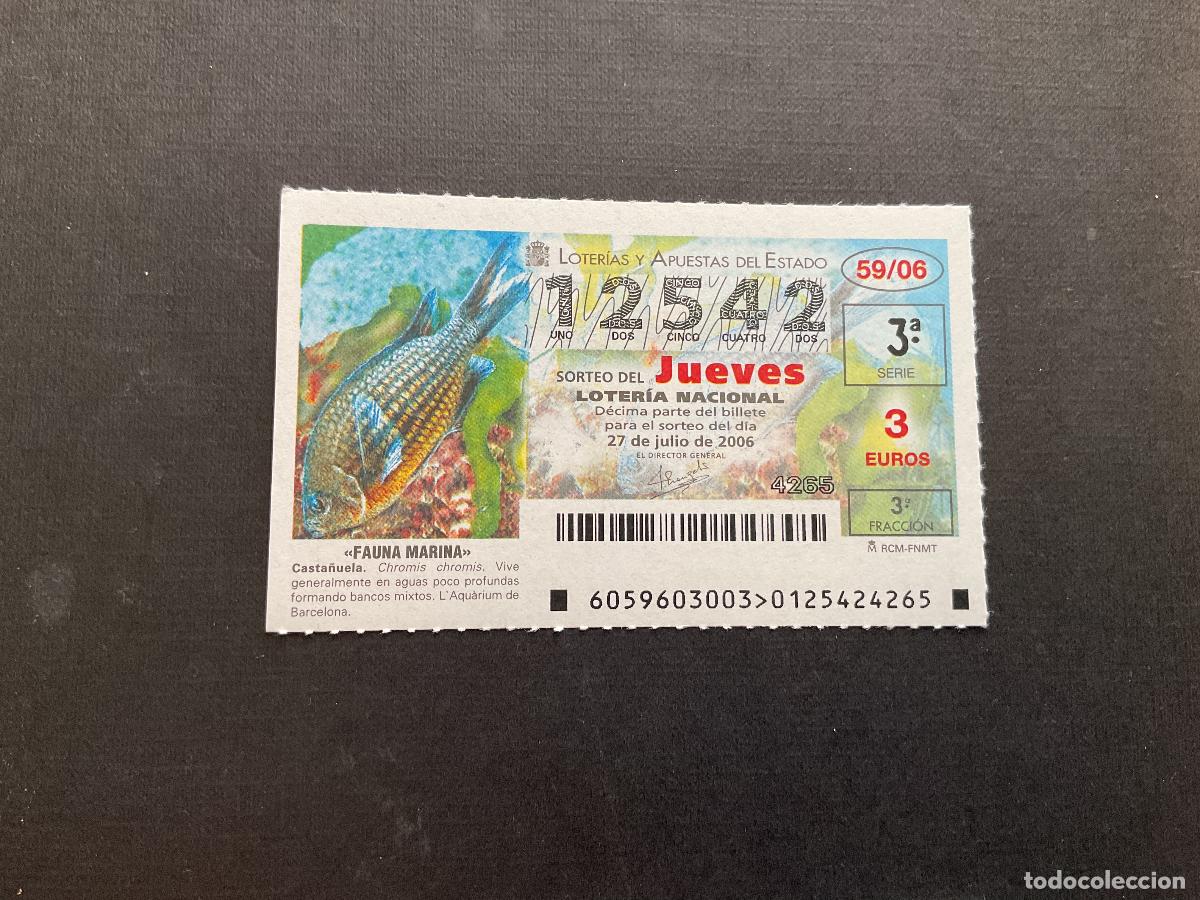 LOTERÍAS Y APUESTAS DEL ESTADO
59/06
12542
UNO DOS CINCO CUATRO DOS
3ª
SERIE
SORTEO DEL Jueves
LOTERÍA NACIONAL
Décima parte del billete
para el sorteo del día
27 de julio de 2006
EL DIRECTOR GENERAL
3
EUROS
4265
3ª
FRACCIÓN
RCM-FNMT
«FAUNA MARINA»
Castañuela. Chromis chromis. Vive
generalmente en aguas poco profundas
formando bancos mixtos. L'Aquàrium de
Barcelona.
6059603003>0125424265
todocoleccion